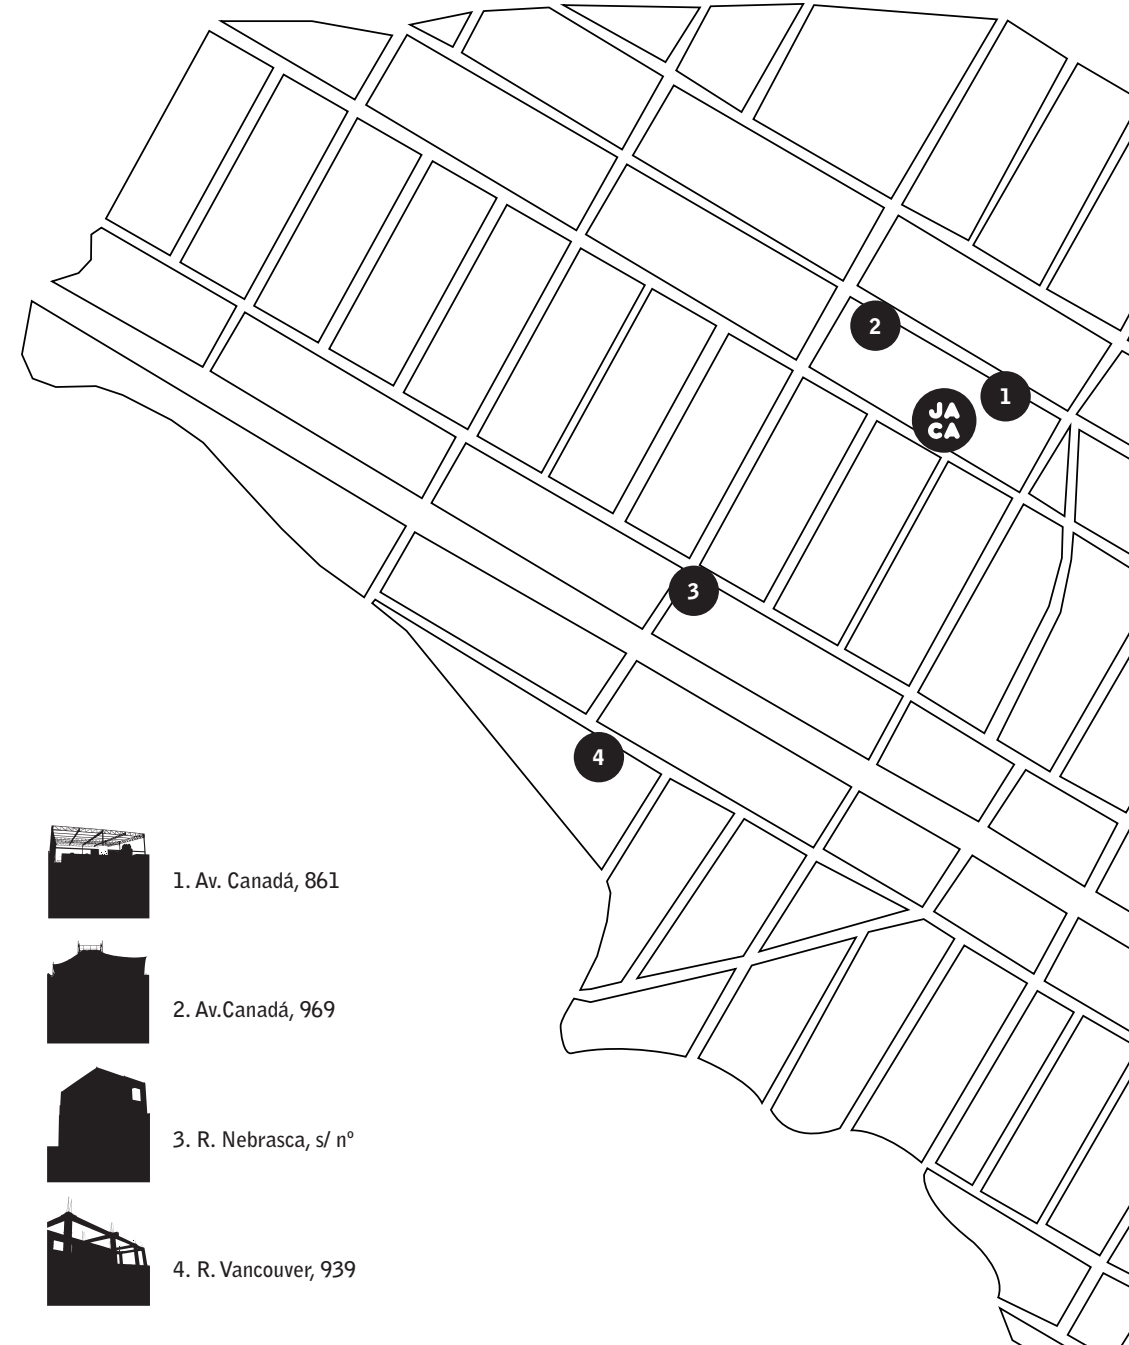 2
1
JA
CA
3
4
1. Av. Canadá, 861
2. Av.Canadá, 969
3. R. Nebrasca, s/ nº
4. R. Vancouver, 939